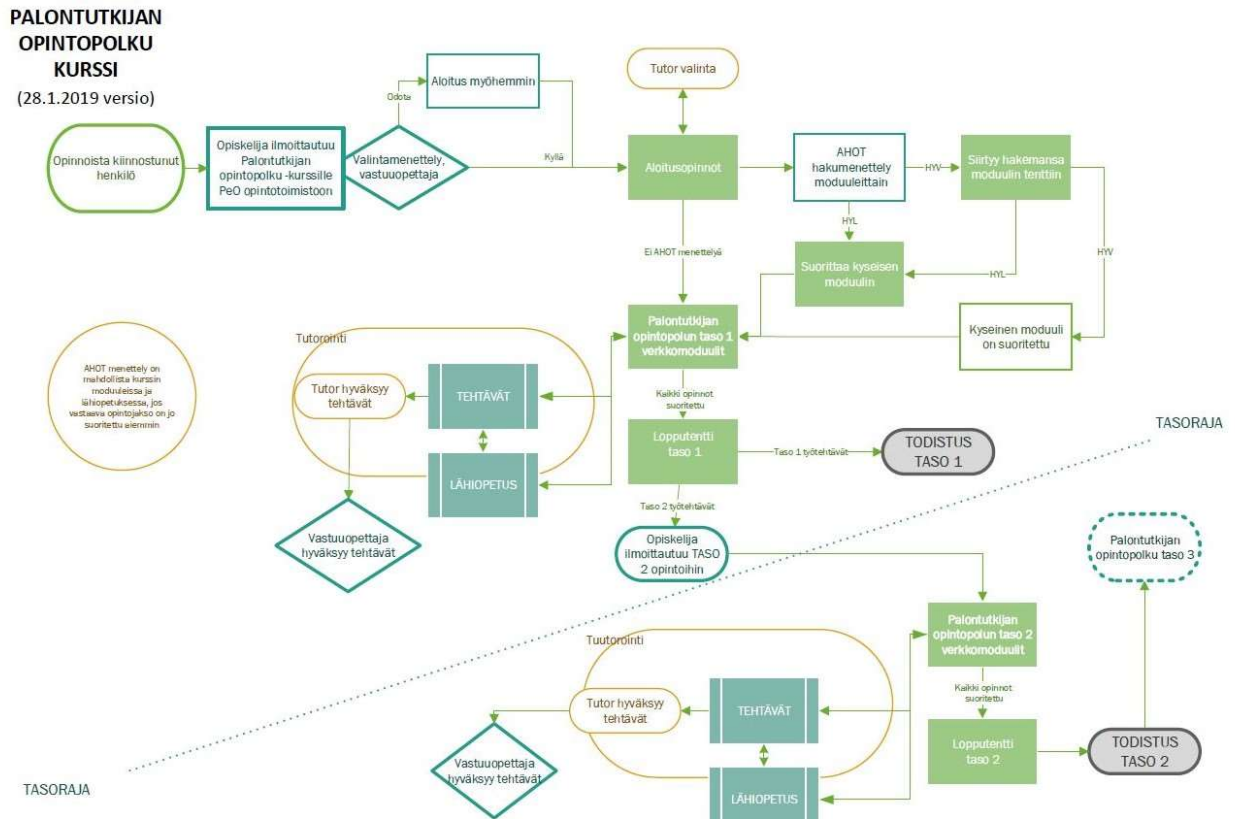 PALONTUTKIJAN
OPINTOPOLKU
KURSSI
(28.1.2019 versio)
Opinnoista kiinnostunut
henkilö
Opiskelija ilmoittautuu
Palontutkijan
opintopolku -kurssille
PeO opintotoimistoon
Valintamenettely,
vastuuopettaja
Odota
Aloitus myöhemmin
Kyllä
Tutor valinta
Aloitusopinnot
AHOT
hakumenettely
moduuleittain
HYV
Siirtyy hakemansa
moduulin tenttiin
HYL
HYL
HYV
Suorittaa kyseisen
moduulin
Ei AHOT menettelyä
Kyseinen moduuli
on suoritettu
Palontutkijan
opintopolun taso 1
verkkomoduulit
AHOT menettely on
mahdollista kurssin
moduuleissa ja
lähiopetuksessa, jos
vastaava opintojakso on jo
suoritettu aiemmin
Tutorointi
Tutor hyväksyy
tehtävät
TEHTÄVÄT
LÄHIOPETUS
Vastuuopettaja
hyväksyy tehtävät
Kaikki opinnot
suoritettu
Lopputentti
taso 1
Taso 1 työtehtävät
TODISTUS
TASO 1
TASORAJA
Taso 2 työtehtävät
Opiskelija
ilmoittautuu TASO
2 opintoihin
Palontutkijan
opintopolku taso 3
Palontutkijan
opintopolun taso 2
verkkomoduulit
Tuutorointi
Tutor hyväksyy
tehtävät
TEHTÄVÄT
LÄHIOPETUS
Vastuuopettaja
hyväksyy tehtävät
Kaikki opinnot
suoritettu
Lopputentti
taso 2
TODISTUS
TASO 2
TASORAJA